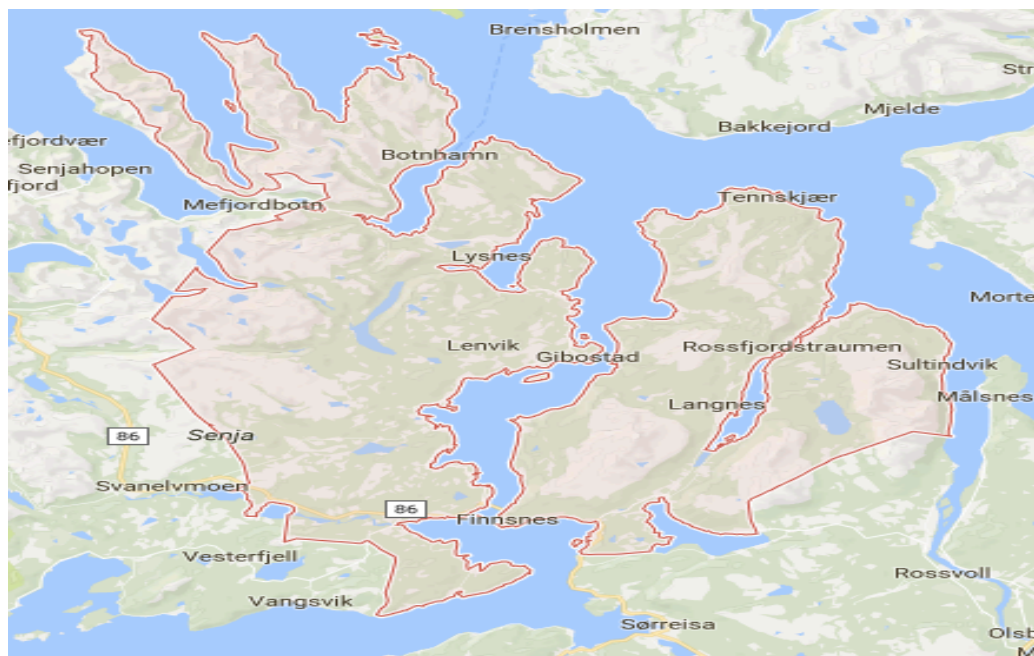 Brensholmen
Str
Mjelde
Bakkejord
efjordvær
Botnhamn
Senjahopen
fjord
Mefjordbotn
Tennskjær
Lysnes
Morte
Lenvik
Gibostad
Rossfjordstraumen
Sultindvik
Langnes
Målsnes
86
Senja
Svanelvmoen
86
Finnsnes
Vesterfjell
Rossvoll
Vangsvik
Sørreisa
Olsb
M